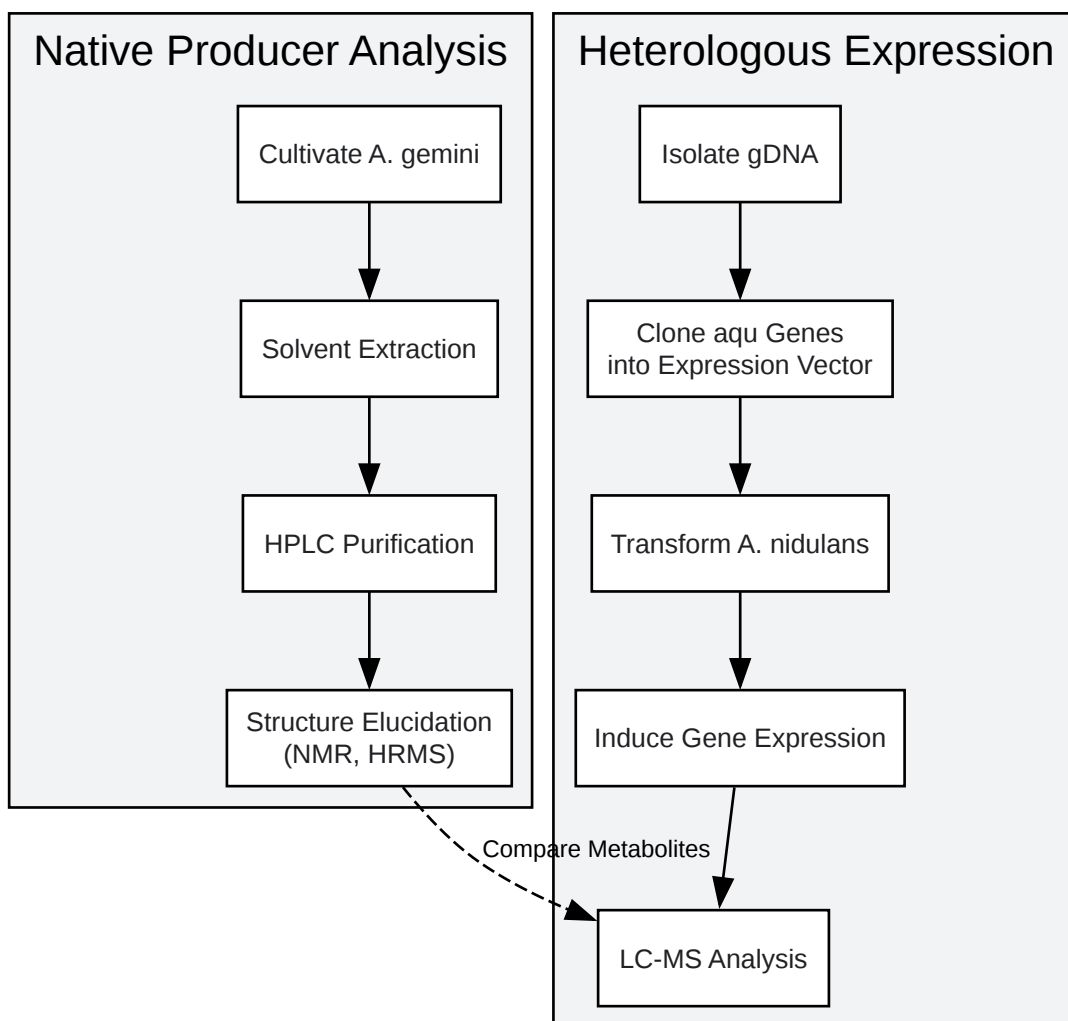 Native Producer Analysis
Cultivate A. gemini
Solvent Extraction
HPLC Purification
Structure Elucidation
(NMR, HRMS)
Heterologous Expression
Isolate gDNA
Clone aqu Genes
into Expression Vector
Transform A. nidulans
Induce Gene Expression
Compare Metabolites
LC-MS Analysis